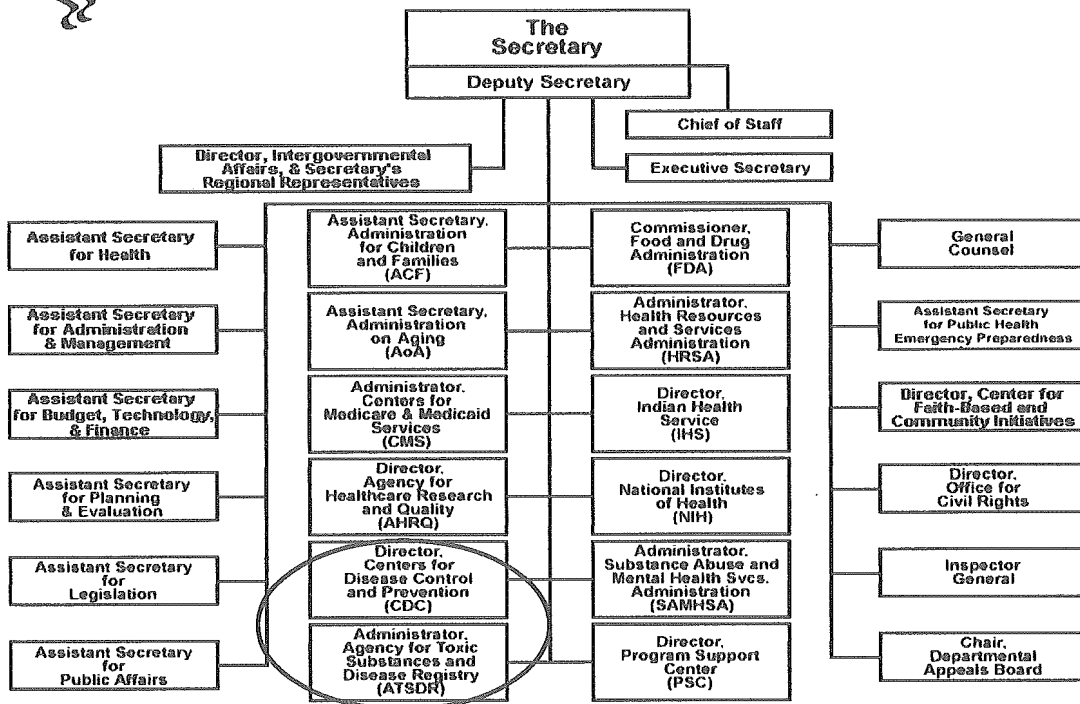 The
Secretary
Deputy Secretary
Chief of Staff
Director, Intergovernmental
Affairs, & Secretary's
Regional Representatives
Executive Secretary
Assistant Secretary
for Health
Assistant Secretary
for Administration
& Management
Assistant Secretary
for Budget, Technology,
& Finance
Assistant Secretary
for Planning
& Evaluation
Assistant Secretary
for
Legislation
Assistant Secretary
for
Public Affairs
Assistant Secretary,
Administration
for Children
and Families
(ACF)
Assistant Secretary,
Administration
on Aging
(AoA)
Administrator,
Centers for
Medicare & Medicaid
Services
(CMS)
Director,
Agency for
Healthcare Research
and Quality
(AHRQ)
Director,
Centers for
Disease Control
and Prevention
(CDC)
Administrator,
Agency for Toxic
Substances and
Disease Registry
(ATSDR)
Commissioner,
Food and Drug
Administration
(FDA)
Administrator,
Health Resources
and Services
Administration
(HRSA)
Director,
Indian Health
Service
(IHS)
Director,
National Institutes
of Health
(NIH)
Administrator,
Substance Abuse and
Mental Health Svcs.
Administration
(SAMHSA)
Director,
Program Support
Center
(PSC)
General
Counsel
Assistant Secretary
for Public Health
Emergency Preparedness
Director, Center for
Faith-Based and
Community Initiatives
Director,
Office for
Civil Rights
Inspector
General
Chair,
Departmental
Appeals Board